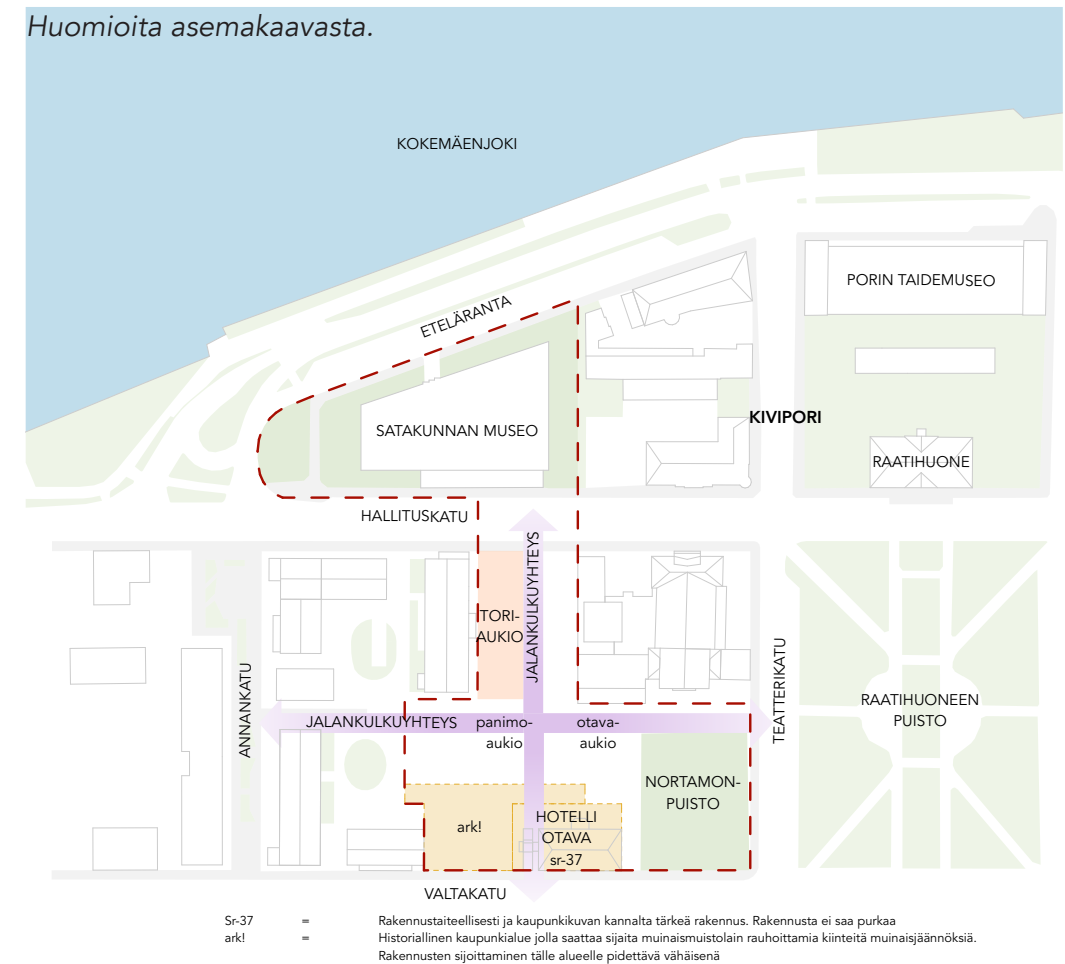 Huomioita asemakaavasta.
KOKEMÄENJOKI
PORIN TAIDEMUSEO
ETELÄRANTA
KIVIPORI
SATAKUNNAN MUSEO
RAATIHUONE
HALLITUSKATU
JALANKULKUYHTEYS
TORI-
AUKIO
ANNANKATU
TEATTERIKATU
RAATIHUONEEN
PUISTO
JALANKULKUYHTEYS
panimo-
aukio
otava-
aukio
NORTAMON-
PUISTO
ark!
HOTELLI
OTAVA
sr-37
VALTAKATU
Sr-37 = Rakennustaiteellisesti ja kaupunkikuvan kannalta tärkeä rakennus. Rakennusta ei saa purkaa
ark! = Historiallinen kaupunkialue jolla saattaa sijaita muinaismuistolain rauhoittamia kiinteitä muinaisjäännöksiä.
Rakennusten sijoittaminen tälle alueelle pidettävä vähäisenä